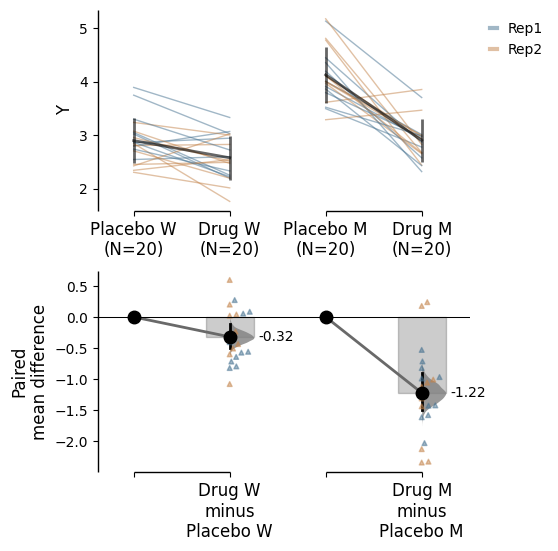 5
4
3
2
Y
Rep1
Rep2
Placebo W
(N=20)
Drug W
(N=20)
Placebo M
(N=20)
Drug M
(N=20)
0.5
0.0
−0.5
−1.0
−1.5
−2.0
Paired
mean difference
-0.32
-1.22
Drug W
minus
Placebo W
Drug M
minus
Placebo M